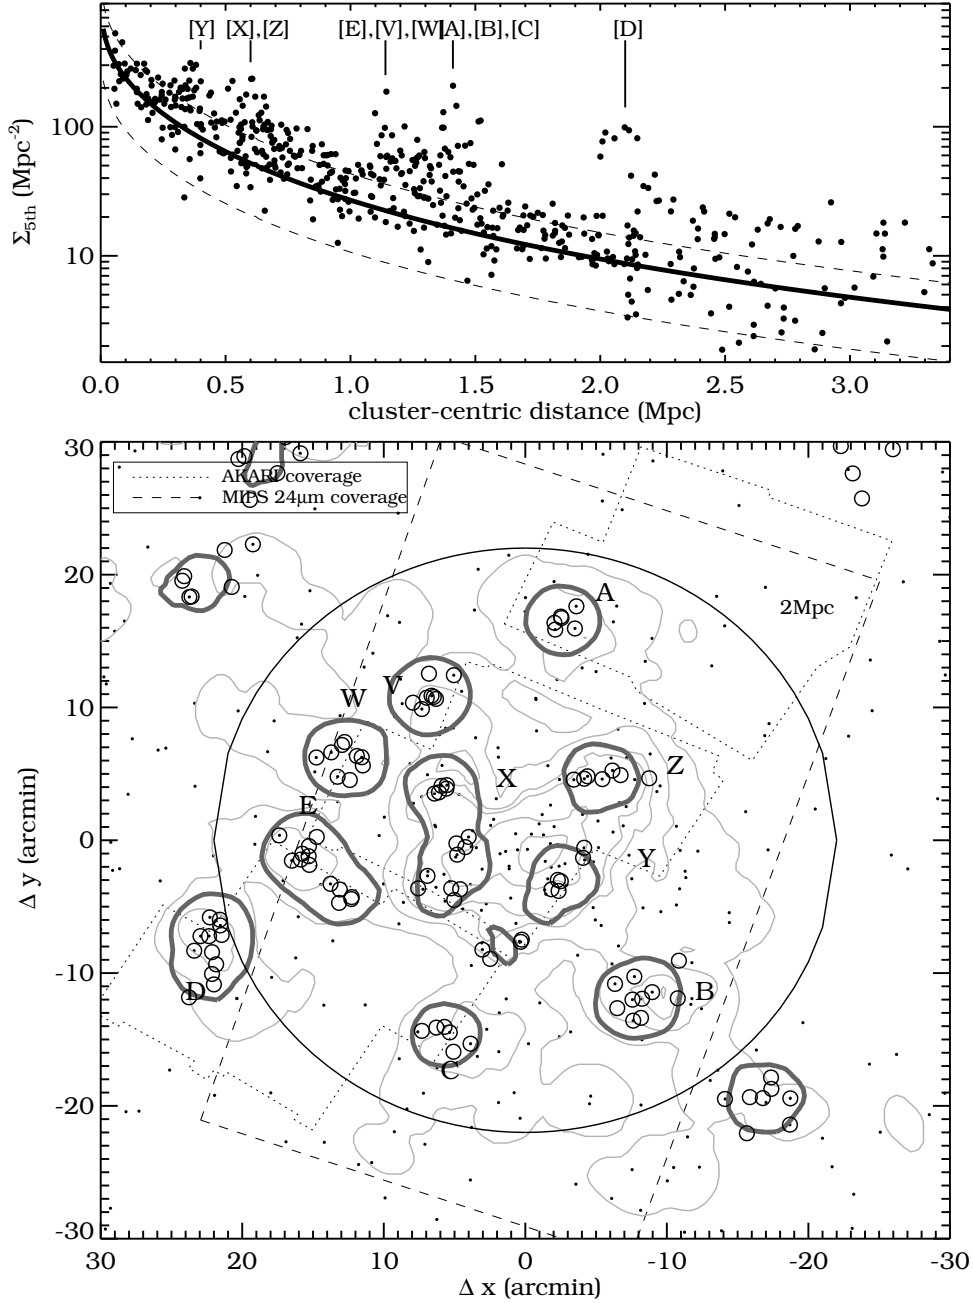 [Y] [X],[Z] [E],[V],[W] [A],[B],[C] [D]
100
10
Σ5th (Mpc-2)
0.0 0.5 1.0 1.5 2.0 2.5 3.0
cluster-centric distance (Mpc)
30
20
10
0
-10
-20
-30
Δ y (arcmin)
AKARI coverage
MIPS 24μm coverage
A
2Mpc
V
W
X
Z
E
Y
D
B
C
30 20 10 0 -10 -20 -30
Δ x (arcmin)